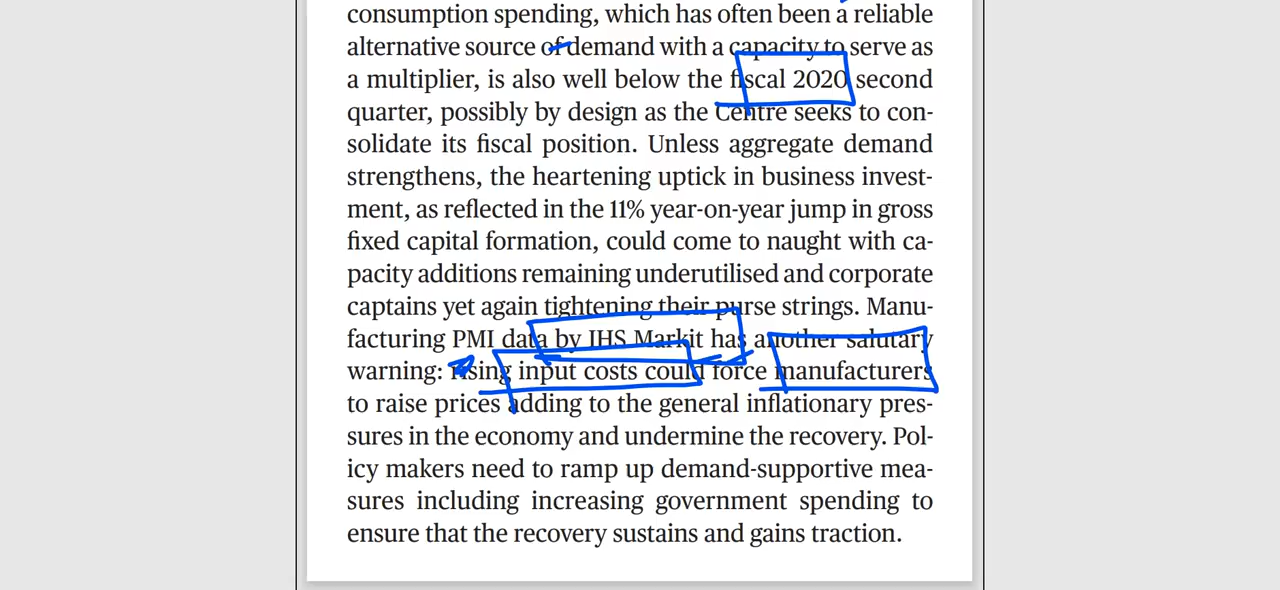 consumption spending, which has often been a reliable
alternative source of demand with a capacity to serve as
a multiplier, is also well below the fiscal 2020 second
quarter, possibly by design as the Centre seeks to con-
solidate its fiscal position. Unless aggregate demand
strengthens, the heartening uptick in business invest-
ment, as reflected in the 11% year-on-year jump in gross
fixed capital formation, could come to naught with ca-
pacity additions remaining underutilised and corporate
captains yet again tightening their purse strings. Manu-
facturing PMI data by IHS Markit has another salutary
warning: rising input costs could force manufacturers
to raise prices adding to the general inflationary pres-
sures in the economy and undermine the recovery. Pol-
icy makers need to ramp up demand-supportive mea-
sures including increasing government spending to
ensure that the recovery sustains and gains traction.